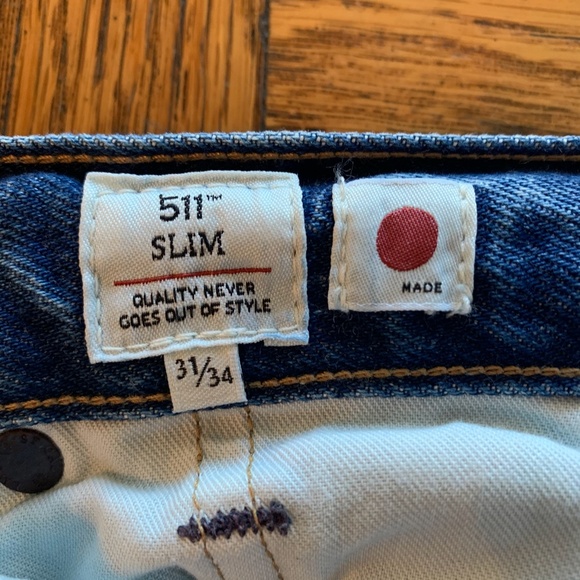 511™
SLIM
QUALITY NEVER
GOES OUT OF STYLE
31/34
MADE